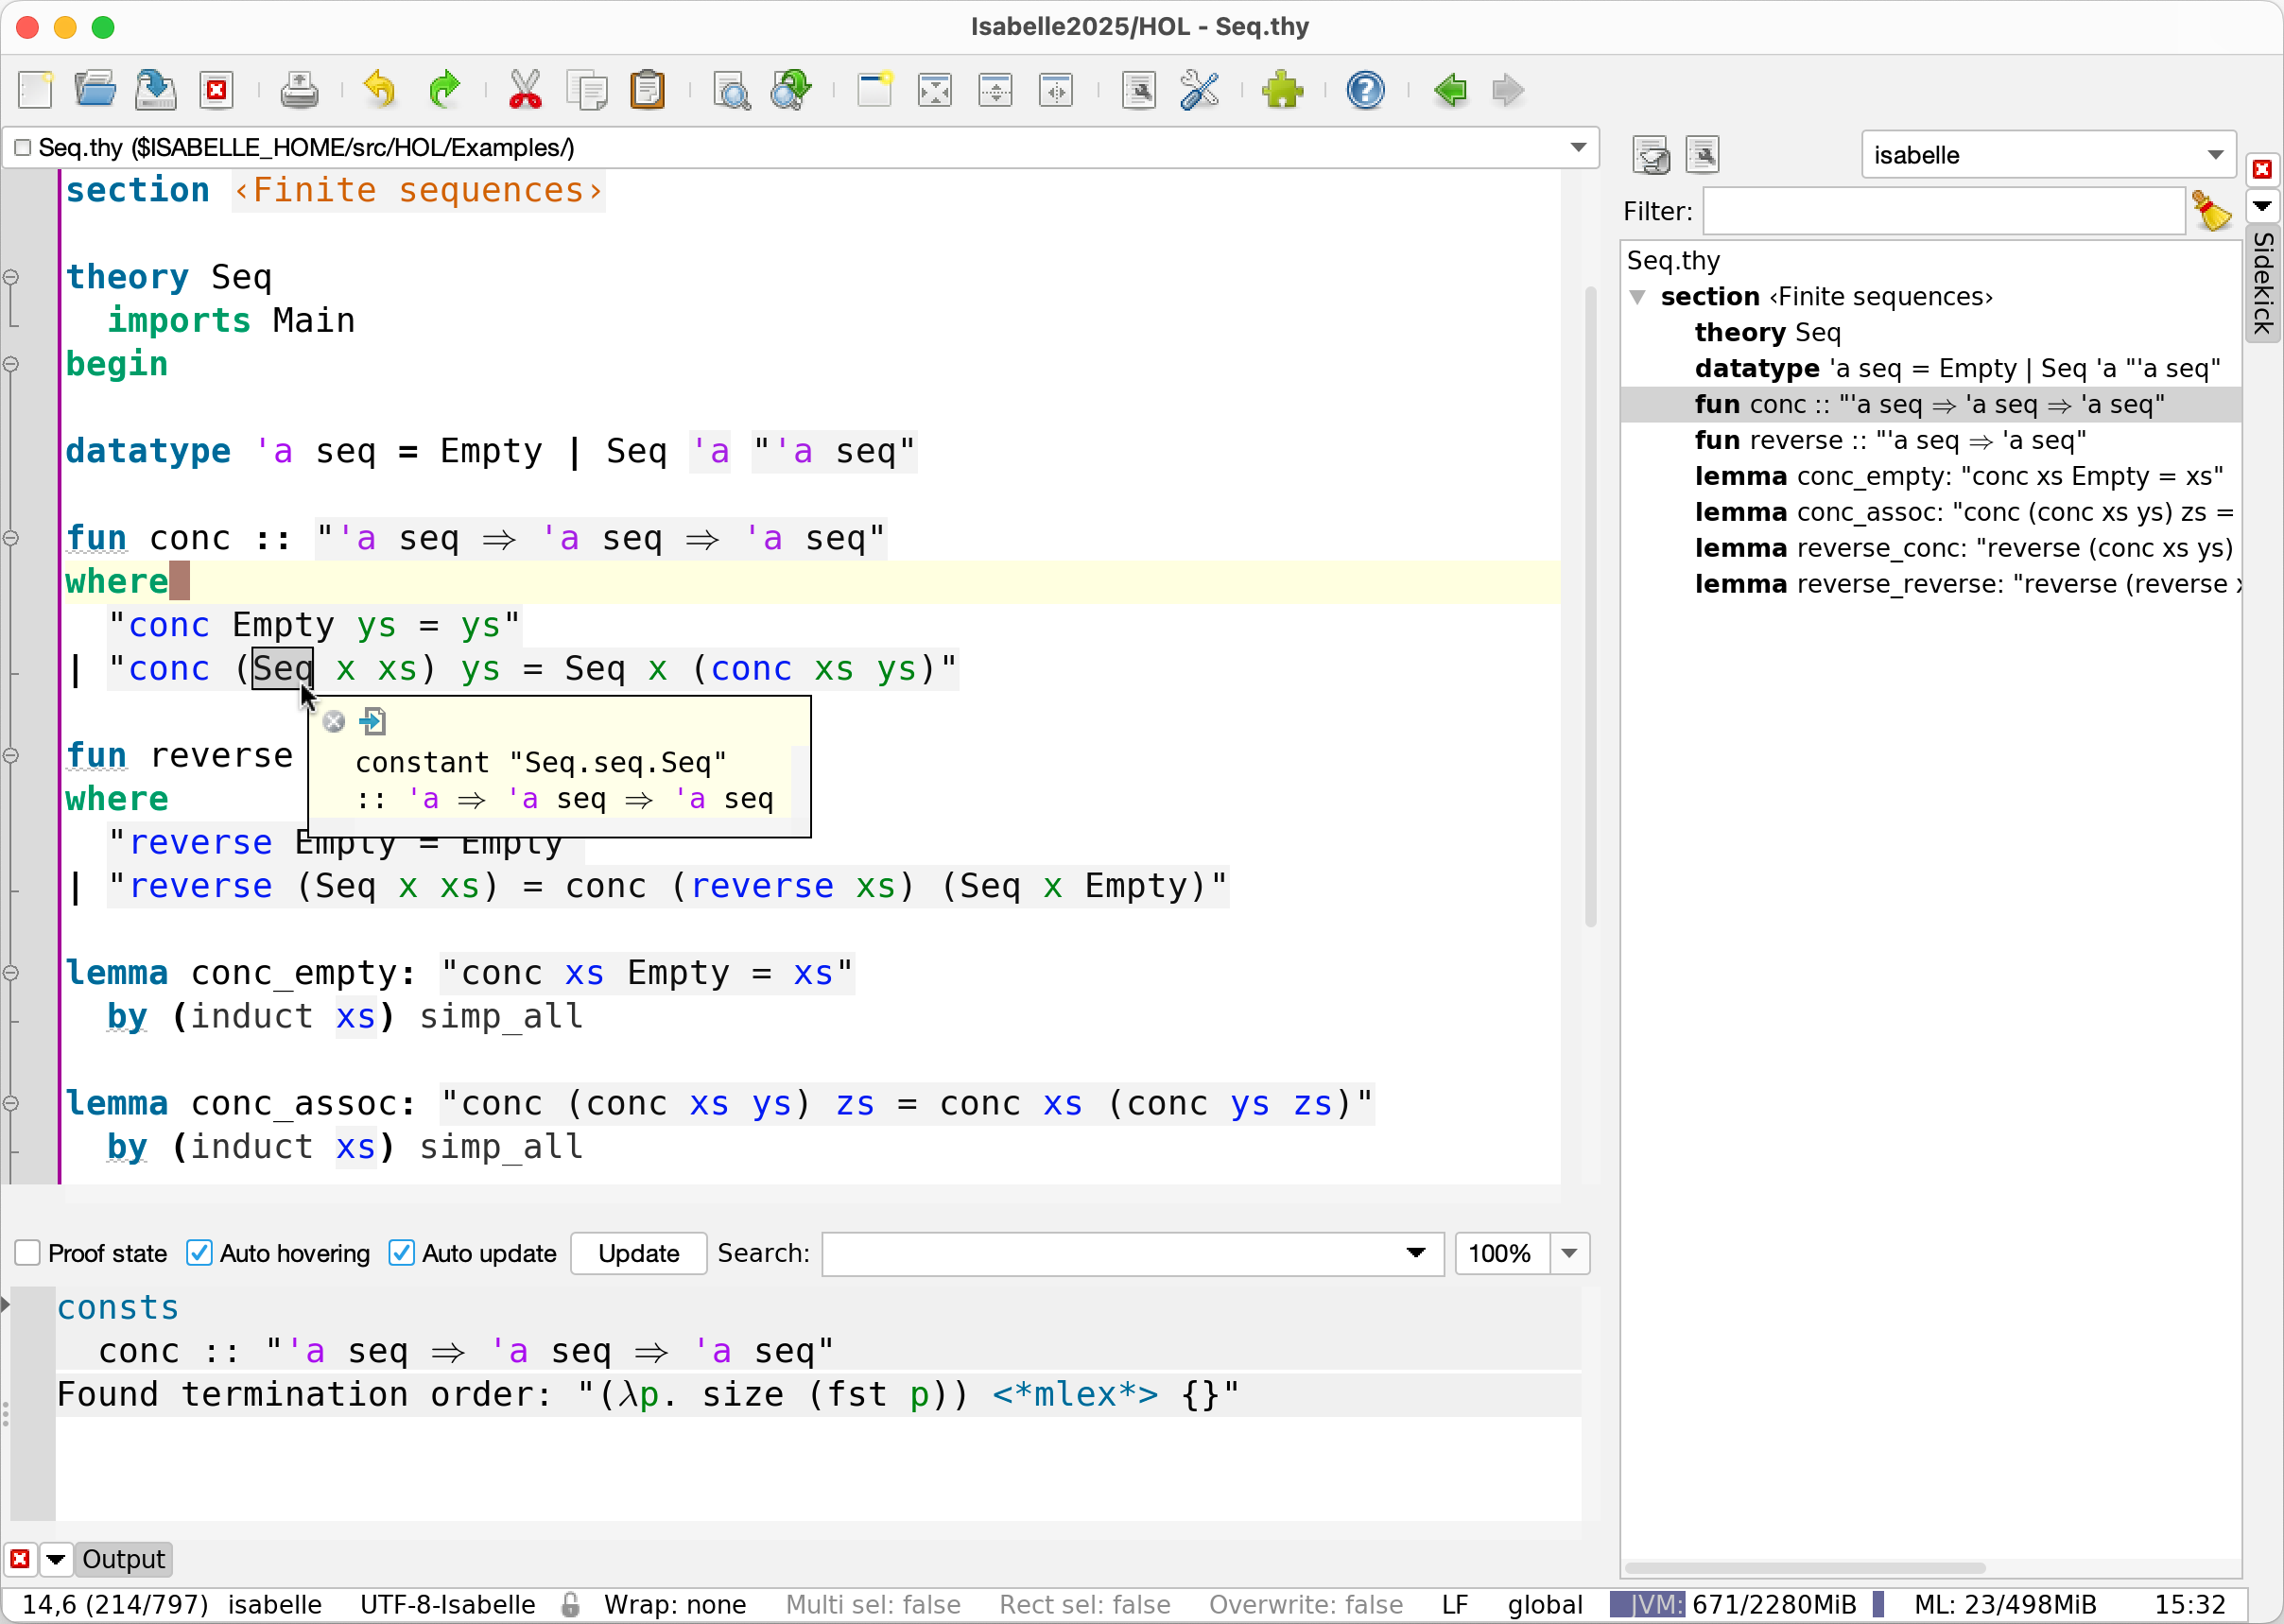 Isabelle2025/HOL - Seq.thy
Seq.thy ($ISABELLE_HOME/src/HOL/Examples/)
section ‹Finite sequences›
theory Seq
imports Main
begin
datatype 'a seq = Empty | Seq 'a "'a seq"
fun conc :: "'a seq ⇒ 'a seq ⇒ 'a seq"
where
"conc Empty ys = ys"
| "conc (Seq x xs) ys = Seq x (conc xs ys)"
constant "Seq.seq.Seq"
:: 'a ⇒ 'a seq ⇒ 'a seq
fun reverse
where
"reverse Empty = Empty
| "reverse (Seq x xs) = conc (reverse xs) (Seq x Empty)"
lemma conc_empty: "conc xs Empty = xs"
by (induct xs) simp_all
lemma conc_assoc: "conc (conc xs ys) zs = conc xs (conc ys zs)"
by (induct xs) simp_all
isabelle
Filter:
Seq.thy
section ‹Finite sequences›
theory Seq
datatype 'a seq = Empty | Seq 'a "'a seq"
fun conc :: "'a seq ⇒ 'a seq ⇒ 'a seq"
fun reverse :: "'a seq ⇒ 'a seq"
lemma conc_empty: "conc xs Empty = xs"
lemma conc_assoc: "conc (conc xs ys) zs =
lemma reverse_conc: "reverse (conc xs ys)
lemma reverse_reverse: "reverse (reverse
Sidekick
Proof state Auto hovering Auto update Update Search: 100%
consts
conc :: "'a seq ⇒ 'a seq ⇒ 'a seq"
Found termination order: "(λp. size (fst p)) <*mlex*> {}"
Output
14,6 (214/797) isabelle UTF-8-Isabelle Wrap: none Multi sel: false Rect sel: false Overwrite: false LF global JVM: 671/2280MiB ML: 23/498MiB 15:32